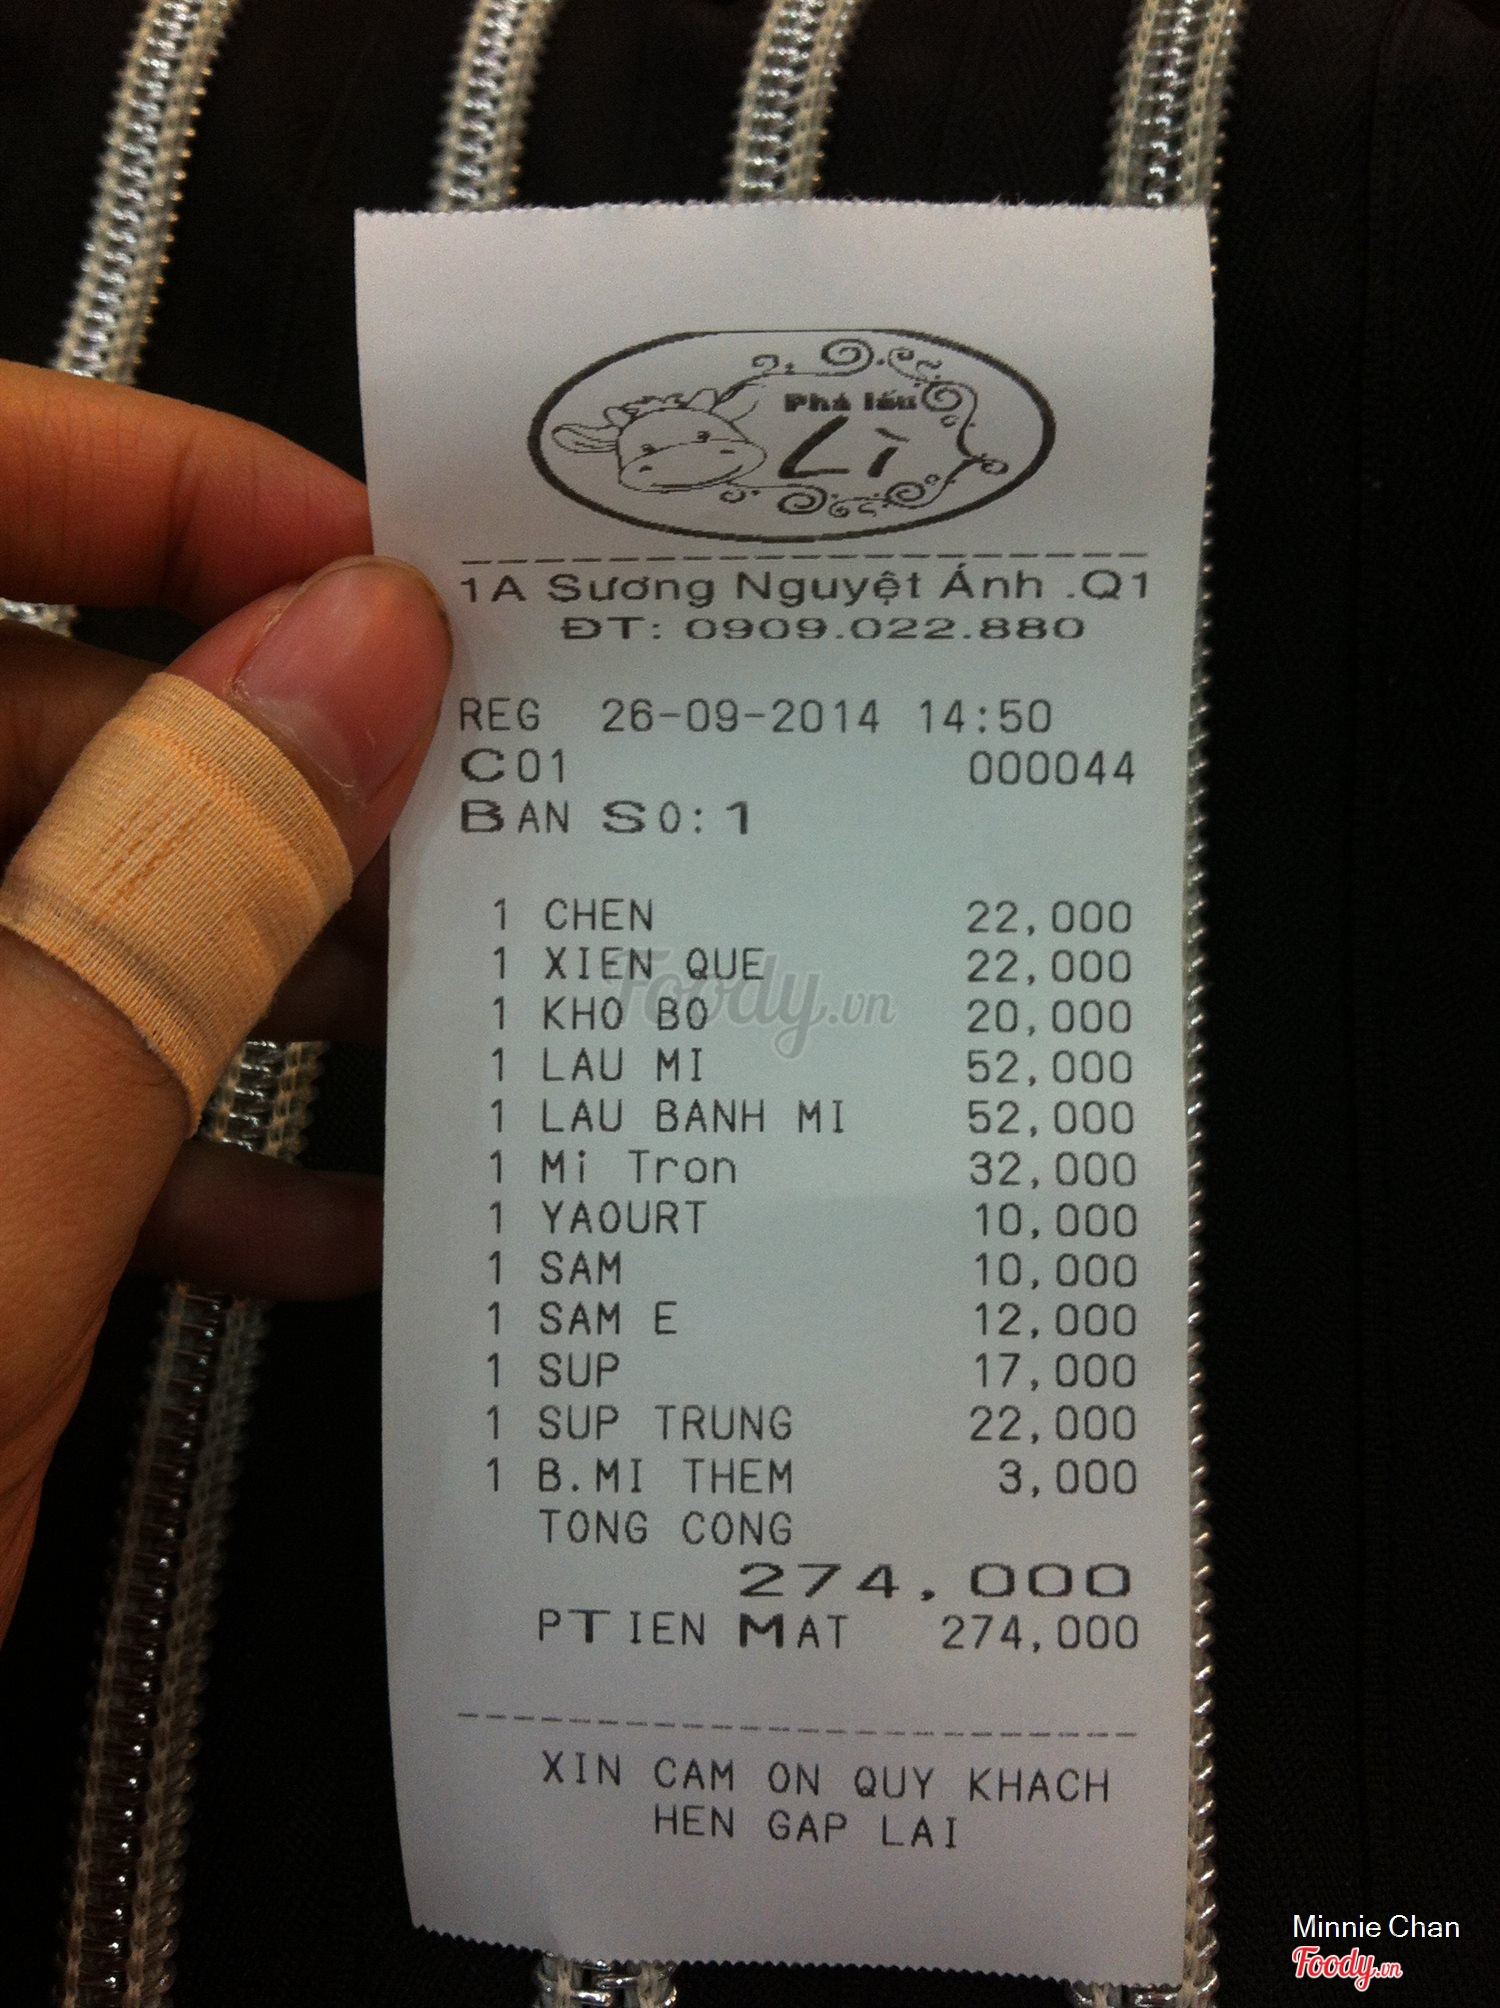 Phá lấu
Lì
1A Sương Nguyệt Ánh .Q1
ĐT: 0909.022.880
REG 26-09-2014 14:50
C01 000044
BAN SO:1
1 CHEN 22,000
1 XIEN QUE 22,000
1 KHO BO 20,000
1 LAU MI 52,000
1 LAU BANH MI 52,000
1 Mi Tron 32,000
1 YAOURT 10,000
1 SAM 10,000
1 SAM E 12,000
1 SUP 17,000
1 SUP TRUNG 22,000
1 B.MI THEM 3,000
TONG CONG
274,000
PTIEN MAT 274,000
XIN CAM ON QUY KHACH
HEN GAP LAI
Foody.vn
Minnie Chan
Foody.vn